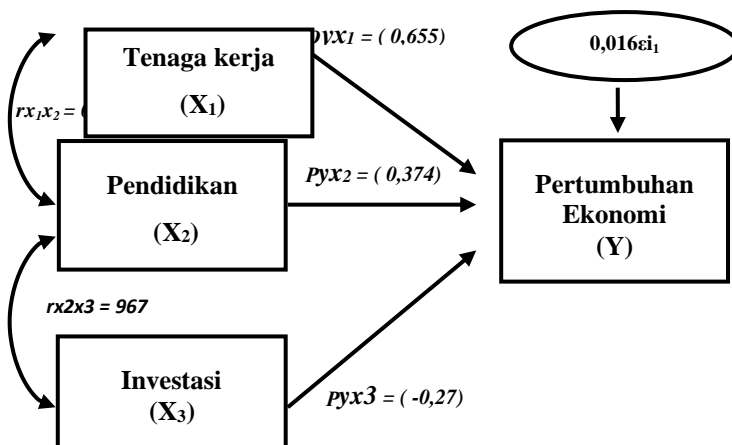 Tenaga kerja
(X₁)
= ( 0,655)
0,016εi₁
rx₁x₂ =
Pendidikan
(X₂)
Pyx₂ = ( 0,374)
Pertumbuhan
Ekonomi
(Y)
rx2x3 = 967
Investasi
(X₃)
Pyx3 = ( -0,27)